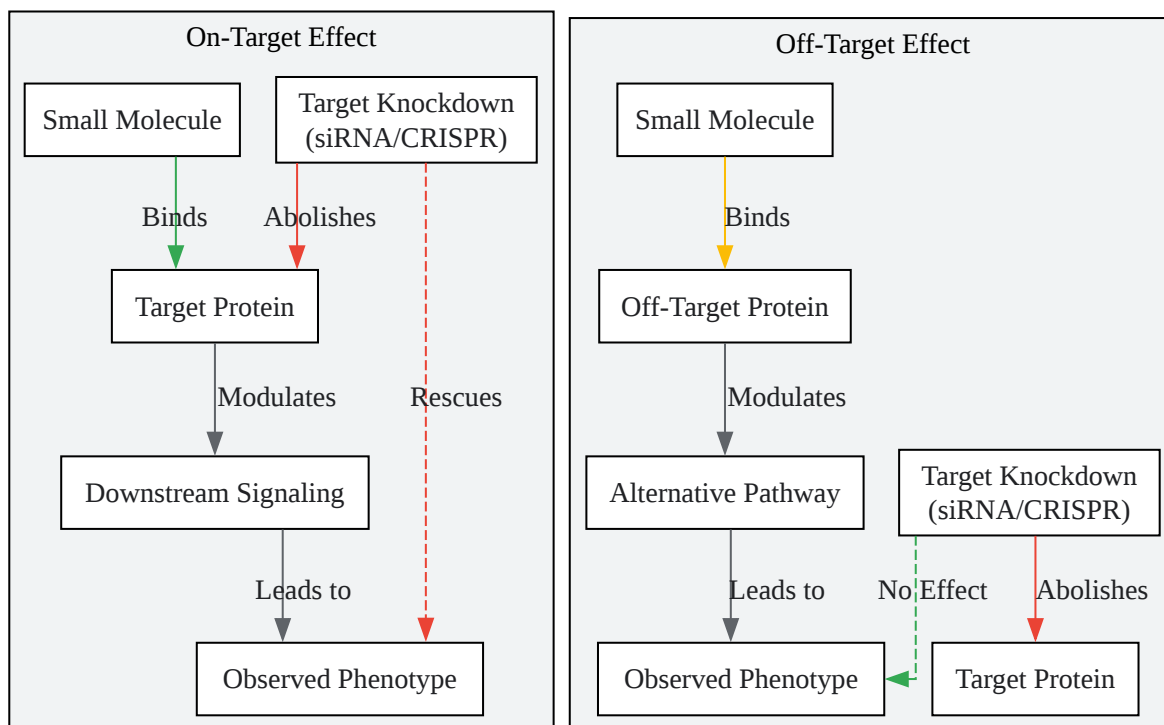 On-Target Effect
Small Molecule
Target Knockdown
(siRNA/CRISPR)
Binds
Abolishes
Target Protein
Modulates
Rescues
Downstream Signaling
Leads to
Observed Phenotype
Off-Target Effect
Small Molecule
Binds
Off-Target Protein
Modulates
Alternative Pathway
Target Knockdown
(siRNA/CRISPR)
Leads to
No Effect
Abolishes
Observed Phenotype
Target Protein